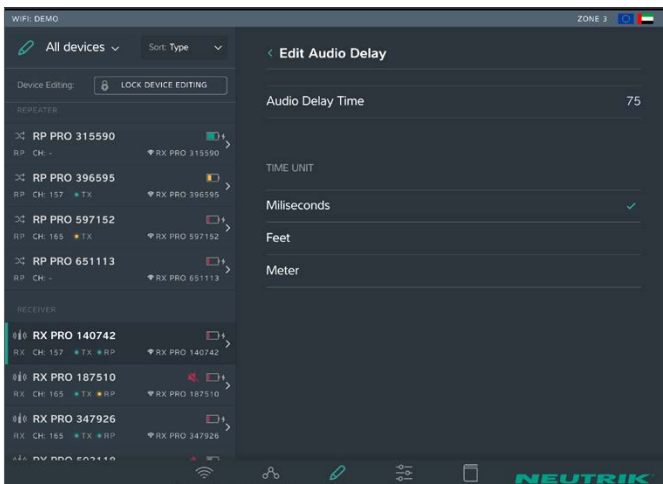 WIFI: DEMO
ZONE 3
All devices
Sort: Type
Device Editing:
LOCK DEVICE EDITING
REPEATER
RP PRO 315590
RP CH: - RX PRO 315590
RP PRO 396595
RP CH: 157 TX RX PRO 396595
RP PRO 597152
RP CH: 165 TX RX PRO 597152
RP PRO 651113
RP CH: - RX PRO 651113
RECEIVER
RX PRO 140742
RX CH: 157 TX RP RX PRO 140742
RX PRO 187510
RX CH: 165 TX RP RX PRO 187510
RX PRO 347926
RX CH: 165 TX RP RX PRO 347926
Edit Audio Delay
Audio Delay Time 75
TIME UNIT
Miliseconds
Feet
Meter
NEUTRIK